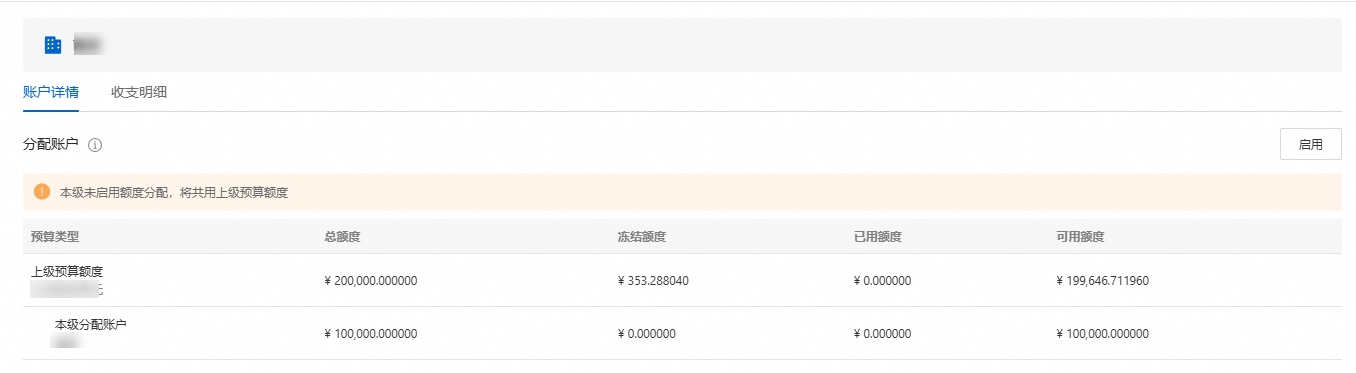 账户详情 收支明细
分配账户 启用
本级未启用额度分配，将共用上级预算额度
预算类型 总额度 冻结额度 已用额度 可用额度
上级预算额度 ¥ 200,000.000000 ¥ 353.288040 ¥ 0.000000 ¥ 199,646.711960
本级分配账户 ¥ 100,000.000000 ¥ 0.000000 ¥ 0.000000 ¥ 100,000.000000